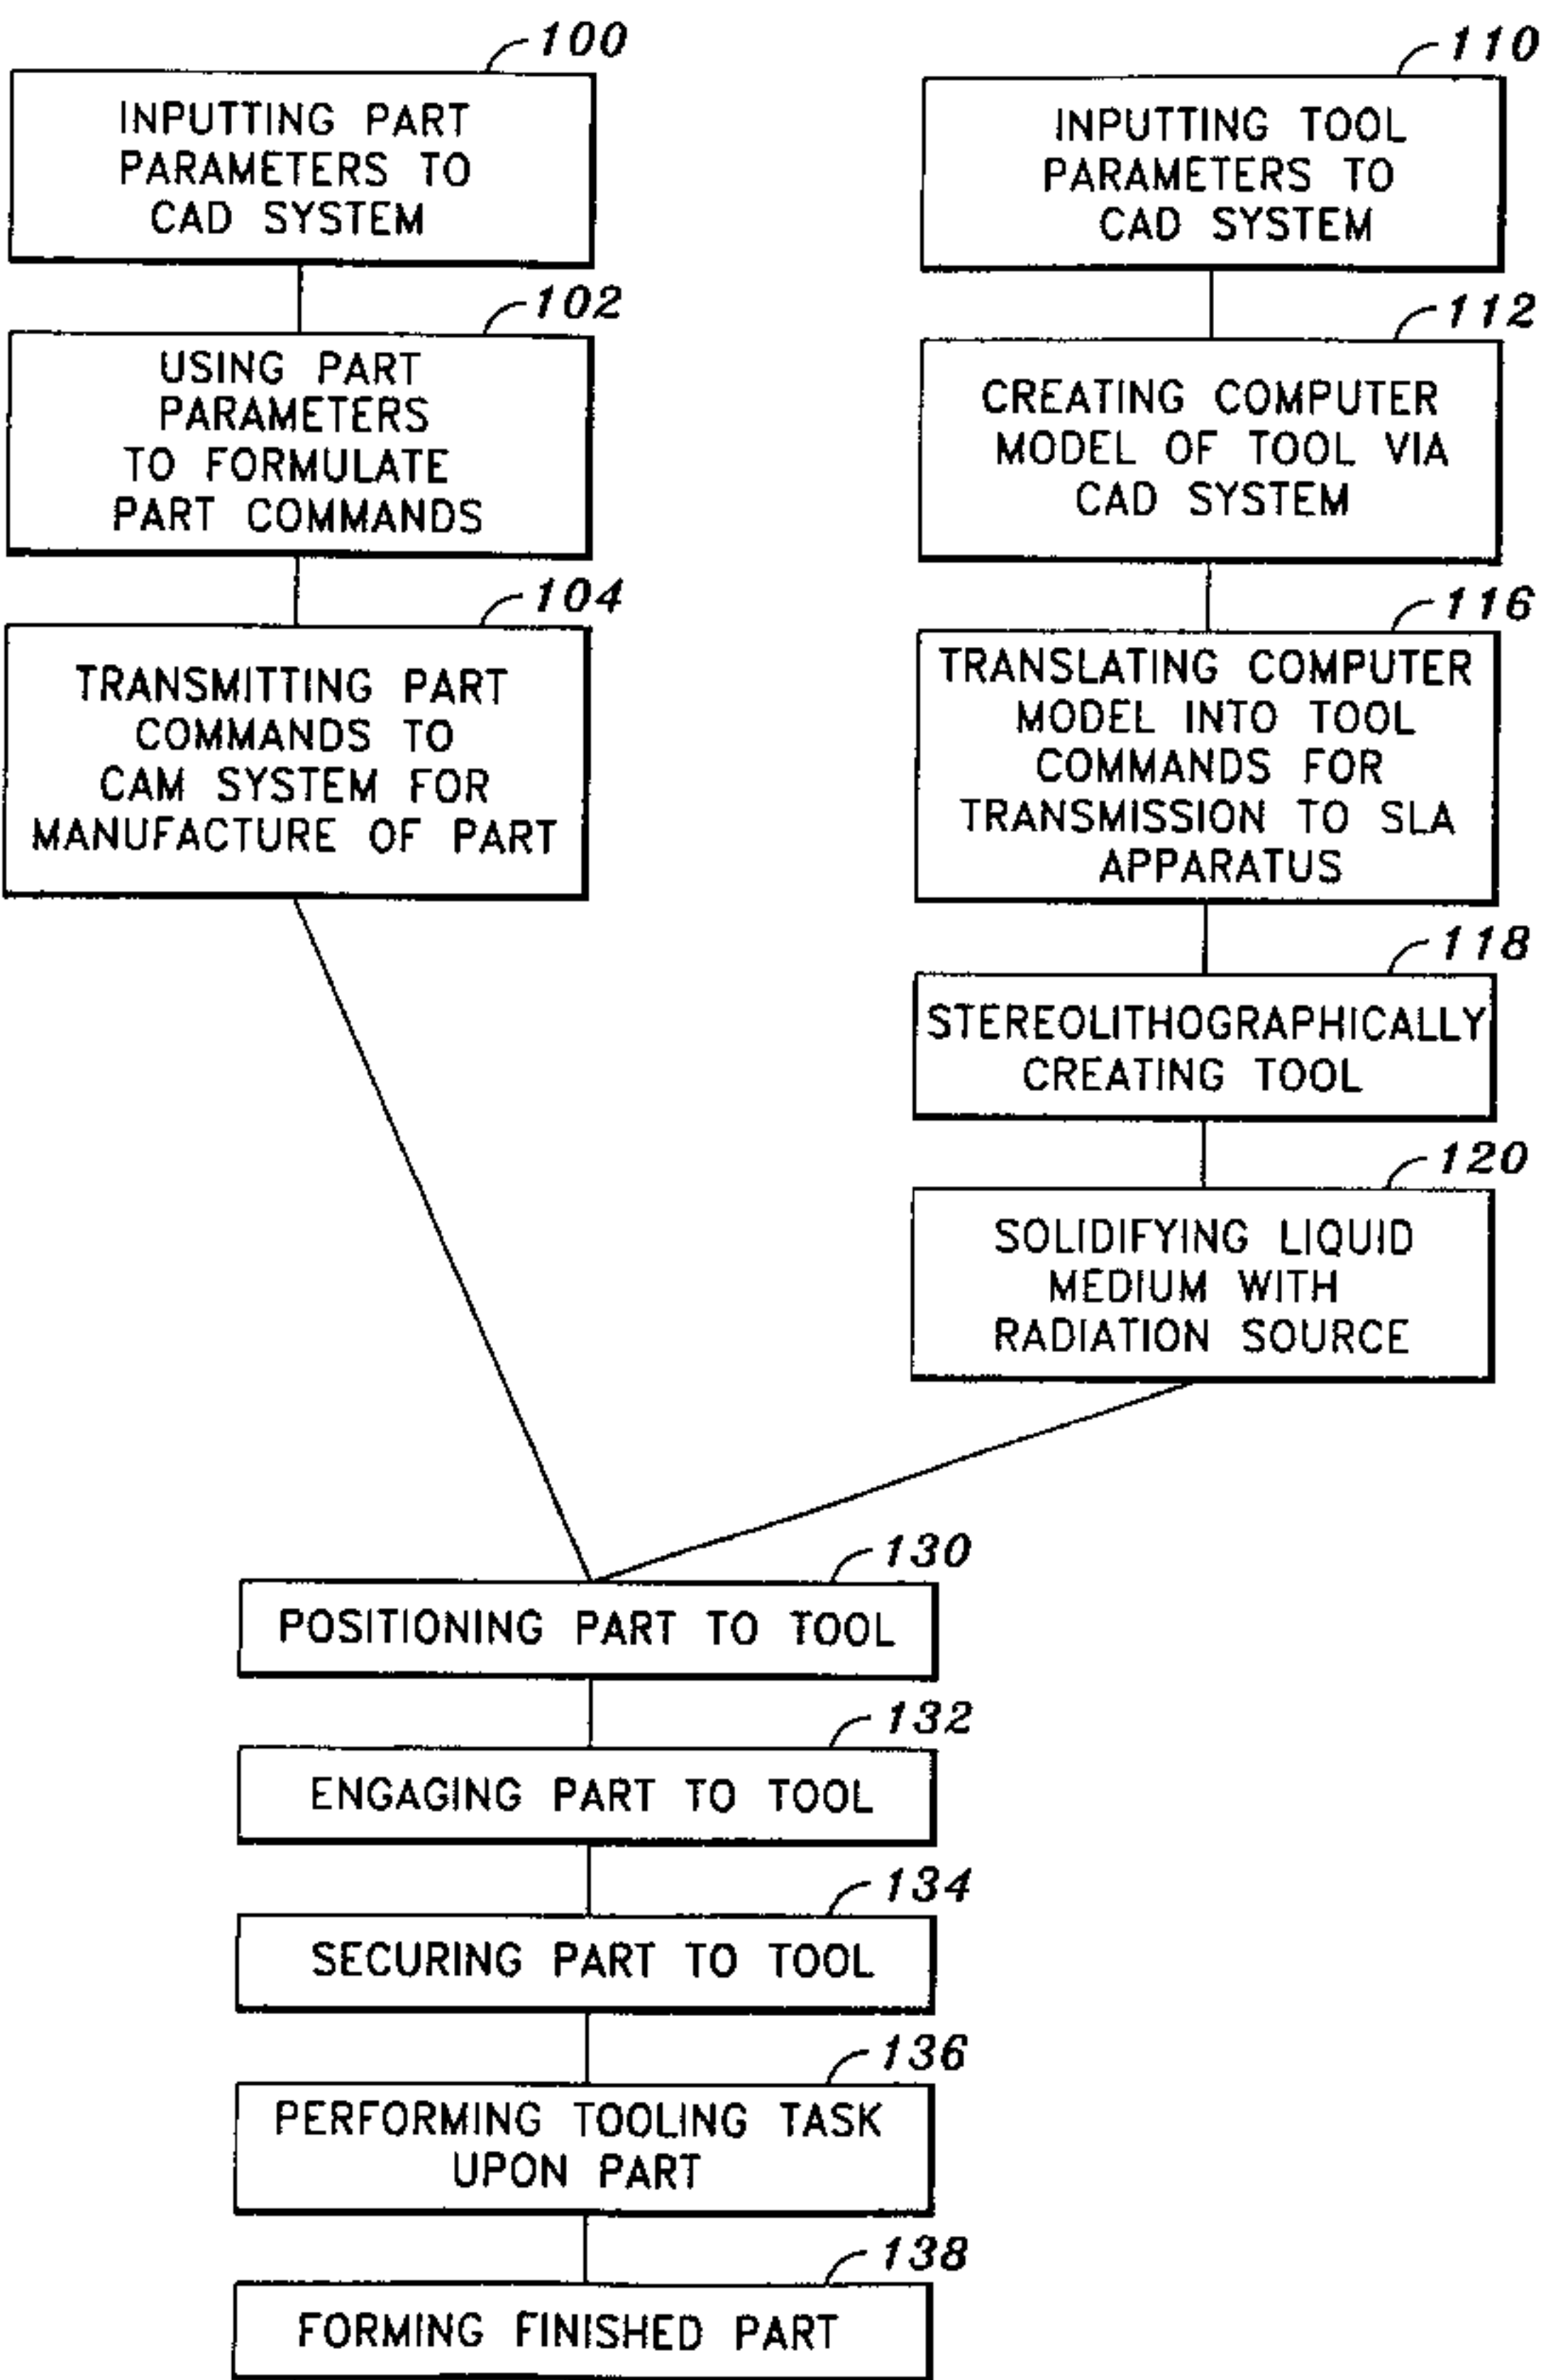 100
INPUTTING PART
PARAMETERS TO
CAD SYSTEM
102
USING PART
PARAMETERS
TO FORMULATE
PART COMMANDS
104
TRANSMITTING PART
COMMANDS TO
CAM SYSTEM FOR
MANUFACTURE OF PART
110
INPUTTING TOOL
PARAMETERS TO
CAD SYSTEM
112
CREATING COMPUTER
MODEL OF TOOL VIA
CAD SYSTEM
116
TRANSLATING COMPUTER
MODEL INTO TOOL
COMMANDS FOR
TRANSMISSION TO SLA
APPARATUS
118
STEREOLITHOGRAPHICALLY
CREATING TOOL
120
SOLIDIFYING LIQUID
MEDIUM WITH
RADIATION SOURCE
130
POSITIONING PART TO TOOL
132
ENGAGING PART TO TOOL
134
SECURING PART TO TOOL
136
PERFORMING TOOLING TASK
UPON PART
138
FORMING FINISHED PART